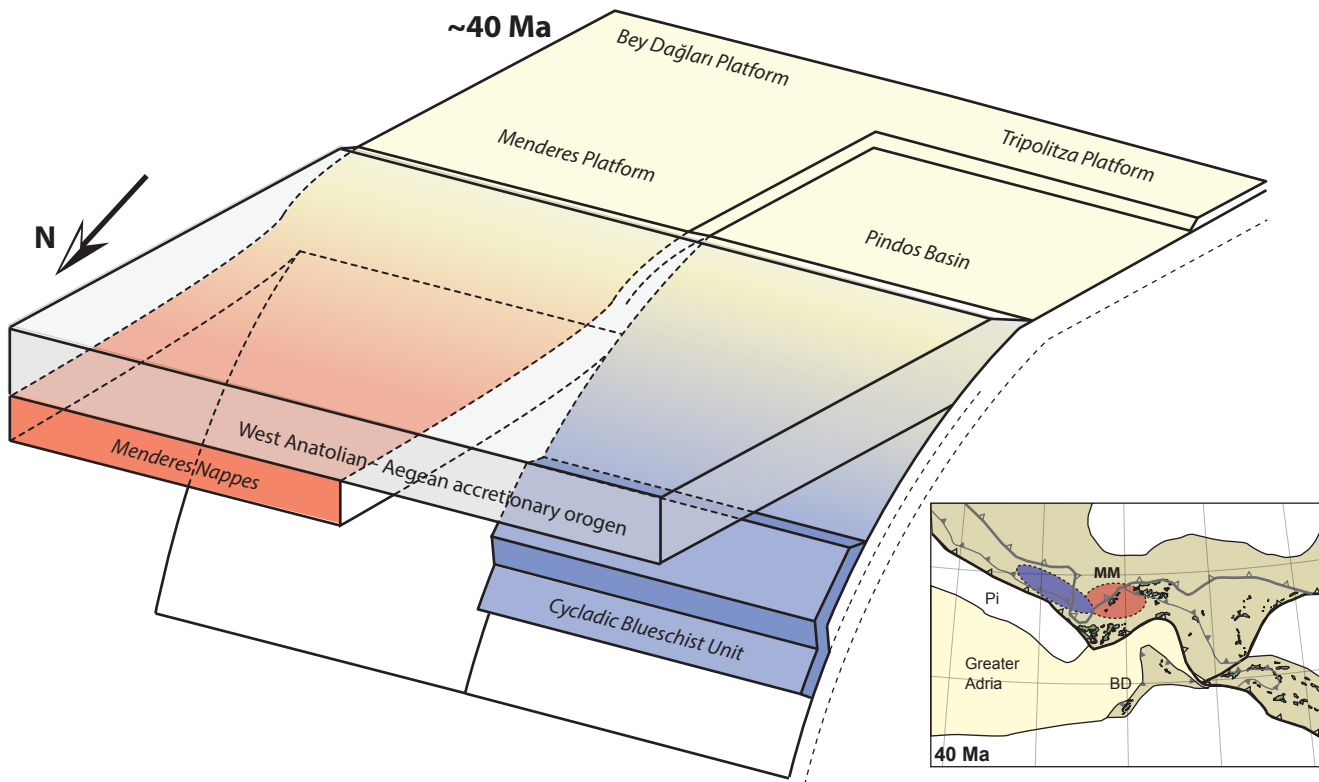 ~40 Ma
Bey Dağları Platform
Menderes Platform
Tripolitza Platform
Pindos Basin
N
West Anatolian - Aegean accretionary orogen
Menderes Nappes
Cycladic Blueschist Unit
MM
Pi
Greater
Adria
BD
40 Ma